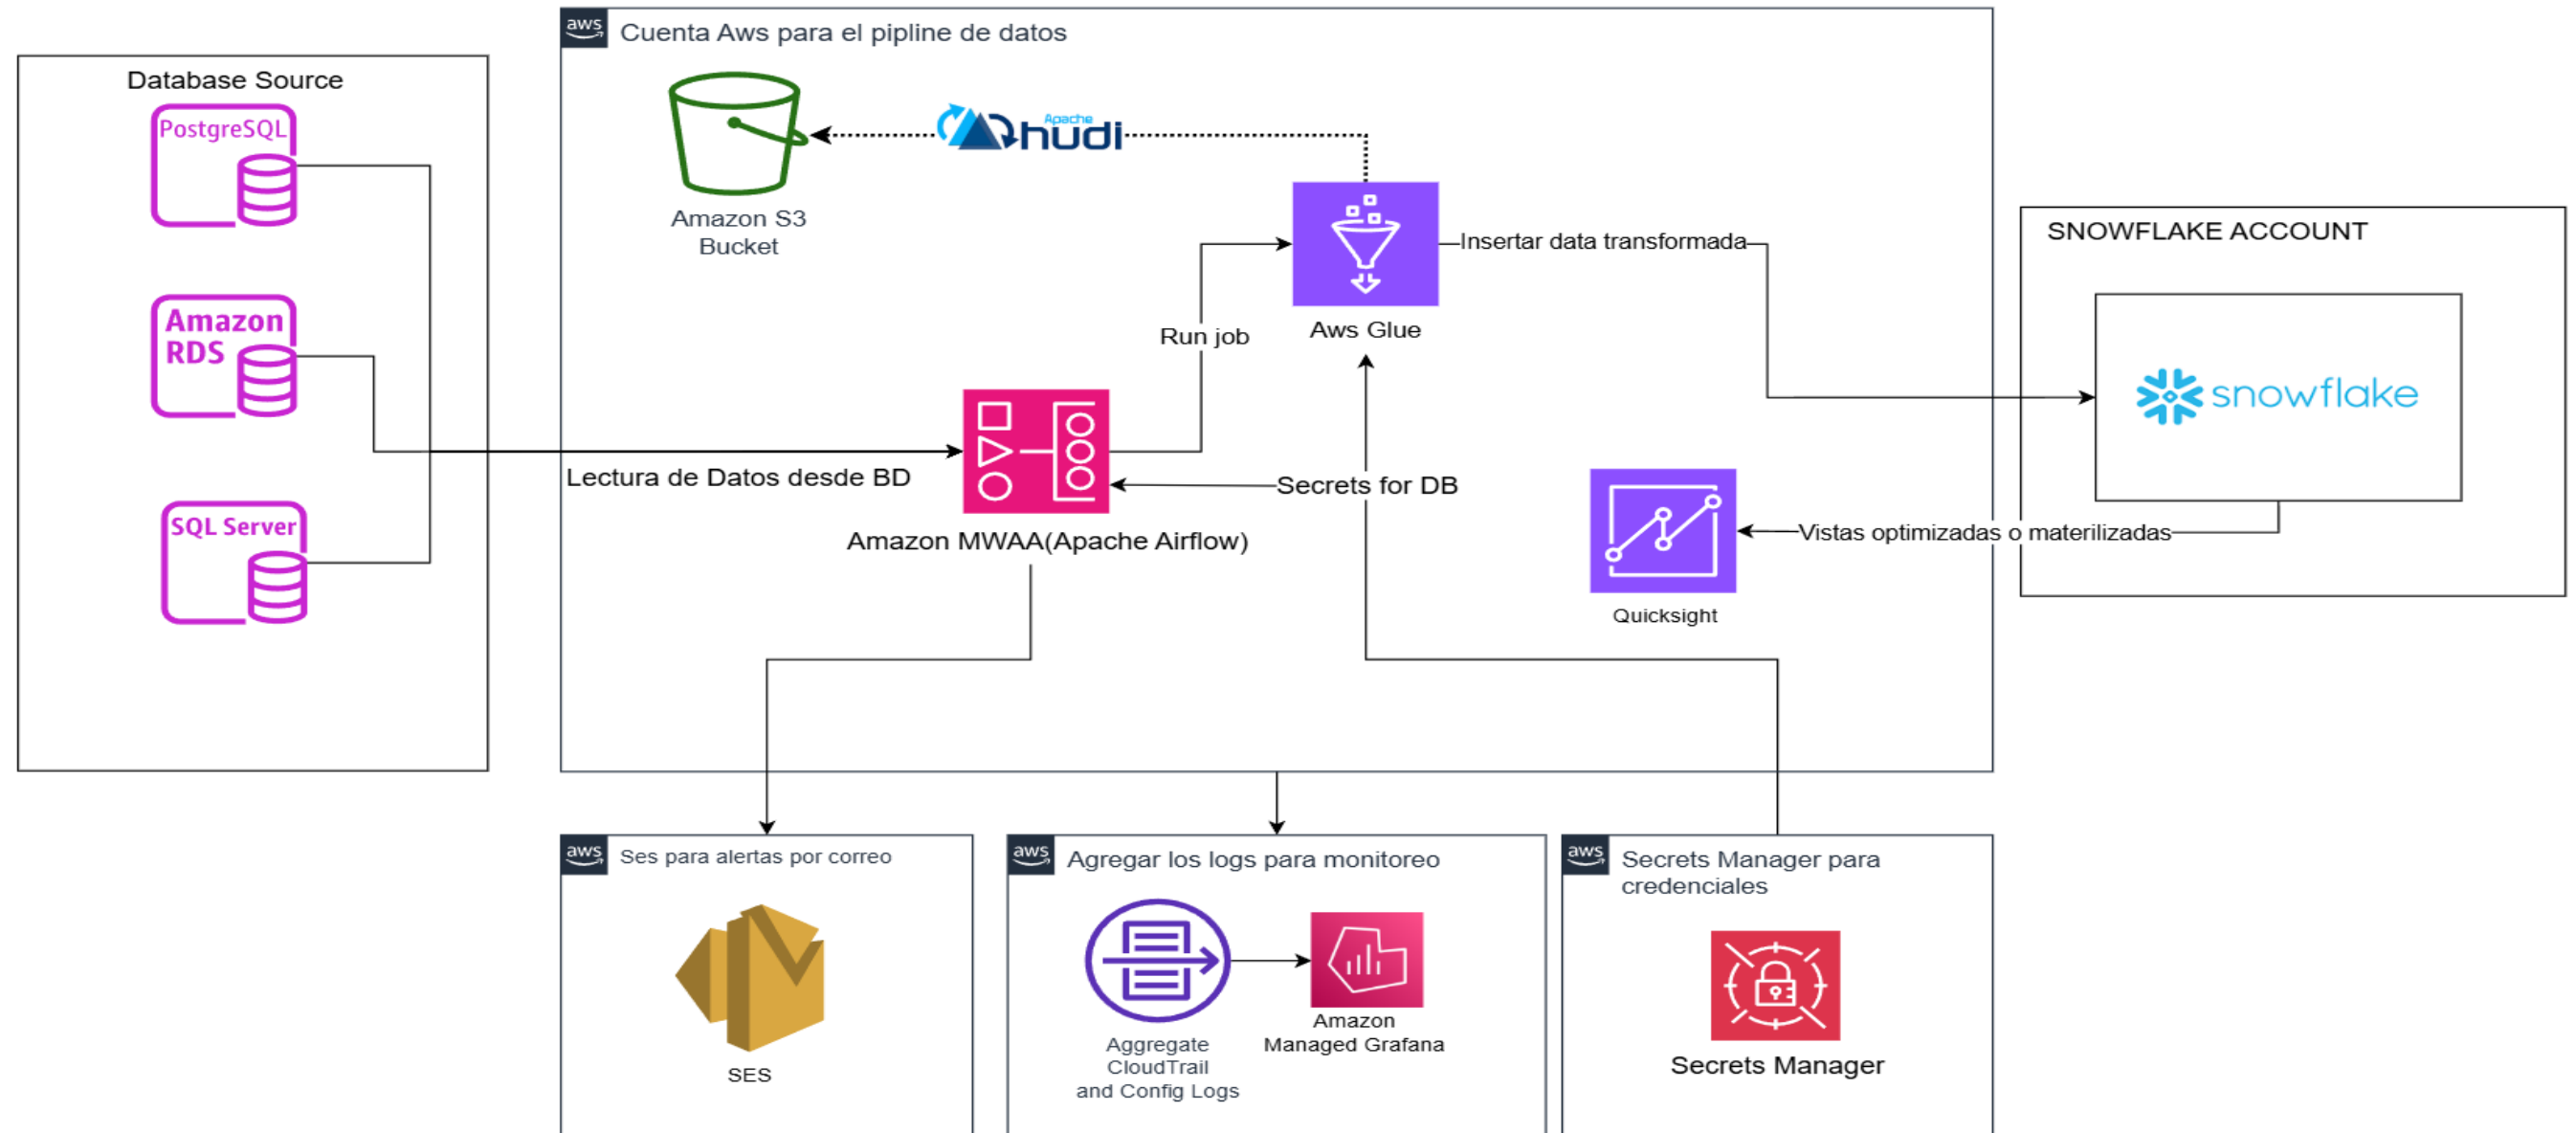 aws
Cuenta Aws para el pipline de datos
Database Source
PostgreSQL
Amazon
RDS
SQL Server
Amazon S3
Bucket
Apache
hudi
Aws Glue
Run job
Insertar data transformada
SNOWFLAKE ACCOUNT
snowflake
Lectura de Datos desde BD
Amazon MWAA(Apache Airflow)
Secrets for DB
Vistas optimizadas o materilizadas
Quicksight
aws
Ses para alertas por correo
SES
aws
Agregar los logs para monitoreo
Aggregate
CloudTrail
and Config Logs
Amazon
Managed Grafana
aws
Secrets Manager para
credenciales
Secrets Manager